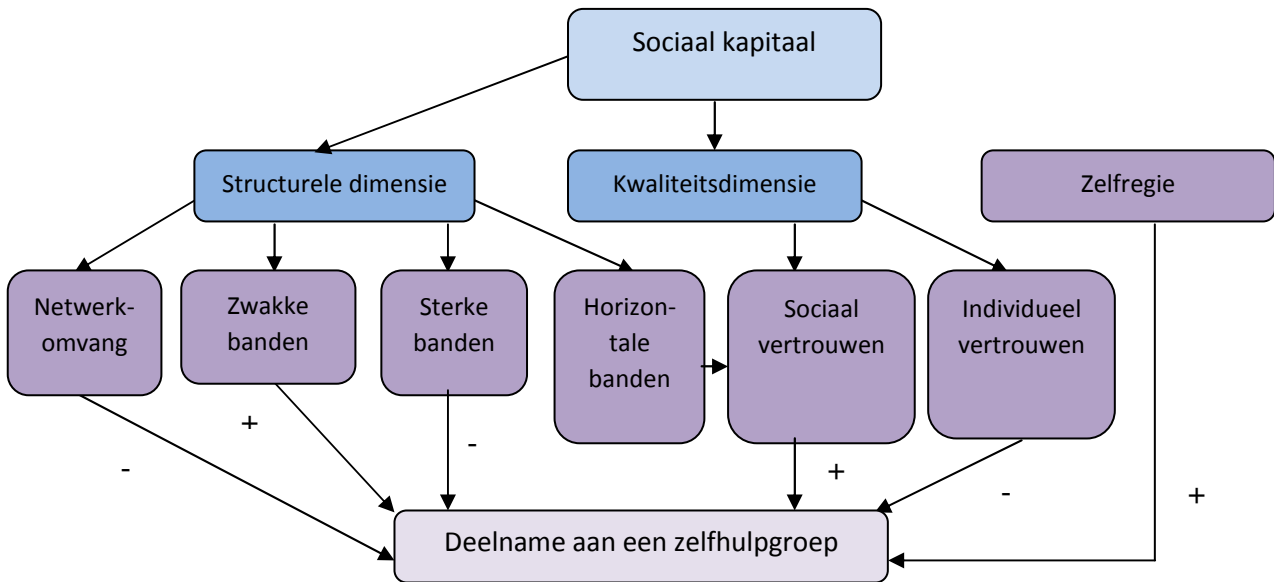 Sociaal kapitaal
Structurele dimensie
Kwaliteitsdimensie
Zelfregie
Netwerk-
omvang
Zwakke
banden
Sterke
banden
Horizon-
tale
banden
Sociaal
vertrouwen
Individueel
vertrouwen
-
+
-
+
-
+
Deelname aan een zelfhulpgroep